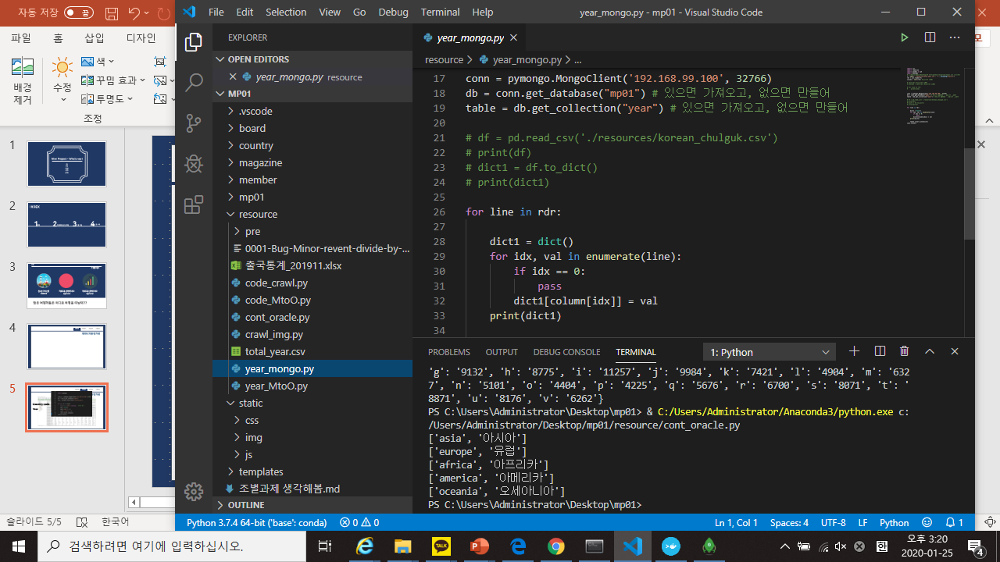 자동 저장 끔
File Edit Selection View Go Debug Terminal Help
year_mongo.py - mp01 - Visual Studio Code
파일 홈 삽입 디자인
배경 제거
수정
색
꾸밈 효과
투명도
조정
1
2
INDEX
3
4
5
EXPLORER
OPEN EDITORS
year_mongo.py resource
MP01
.vscode
board
country
magazine
member
mp01
resource
pre
0001-Bug-Minor-revent-divide-by-...
출국통계_201911.xlsx
code_crawl.py
code_MtoO.py
cont_oracle.py
crawl_img.py
total_year.csv
year_mongo.py
year_MtoO.py
static
css
img
js
templates
조별과제 생각해봄.md
OUTLINE
year_mongo.py
resource > year_mongo.py > ...
17 conn = pymongo.MongoClient('192.168.99.100', 32766)
18 db = conn.get_database("mp01") # 있으면 가져오고, 없으면 만들어
19 table = db.get_collection("year") # 있으면 가져오고, 없으면 만들어
20
21 # df = pd.read_csv('./resources/korean_chulguk.csv')
22 # print(df)
23 # dict1 = df.to_dict()
24 # print(dict1)
25
26 for line in rdr:
27
28 dict1 = dict()
29 for idx, val in enumerate(line):
30 if idx == 0:
31 pass
32 dict1[column[idx]] = val
33 print(dict1)
34
PROBLEMS OUTPUT DEBUG CONSOLE TERMINAL 1: Python
'g': '9132', 'h': '8775', 'i': '11257', 'j': '9984', 'k': '7421', 'l': '4904', 'm': '632
7', 'n': '5101', 'o': '4404', 'p': '4225', 'q': '5676', 'r': '6700', 's': '8071', 't': '
8871', 'u': '8176', 'v': '6262'}
PS C:\Users\Administrator\Desktop\mp01> & C:/Users/Administrator/Anaconda3/python.exe c:
/Users/Administrator/Desktop/mp01/resource/cont_oracle.py
['asia', '아시아']
['europe', '유럽']
['africa', '아프리카']
['america', '아메리카']
['oceania', '오세아니아']
PS C:\Users\Administrator\Desktop\mp01>
슬라이드 5/5 한국어
Python 3.7.4 64-bit ('base': conda) 0 0 Ln 1, Col 1 Spaces: 4 UTF-8 LF Python 1
검색하려면 여기에 입력하십시오.
오후 3:20
2020-01-25
4